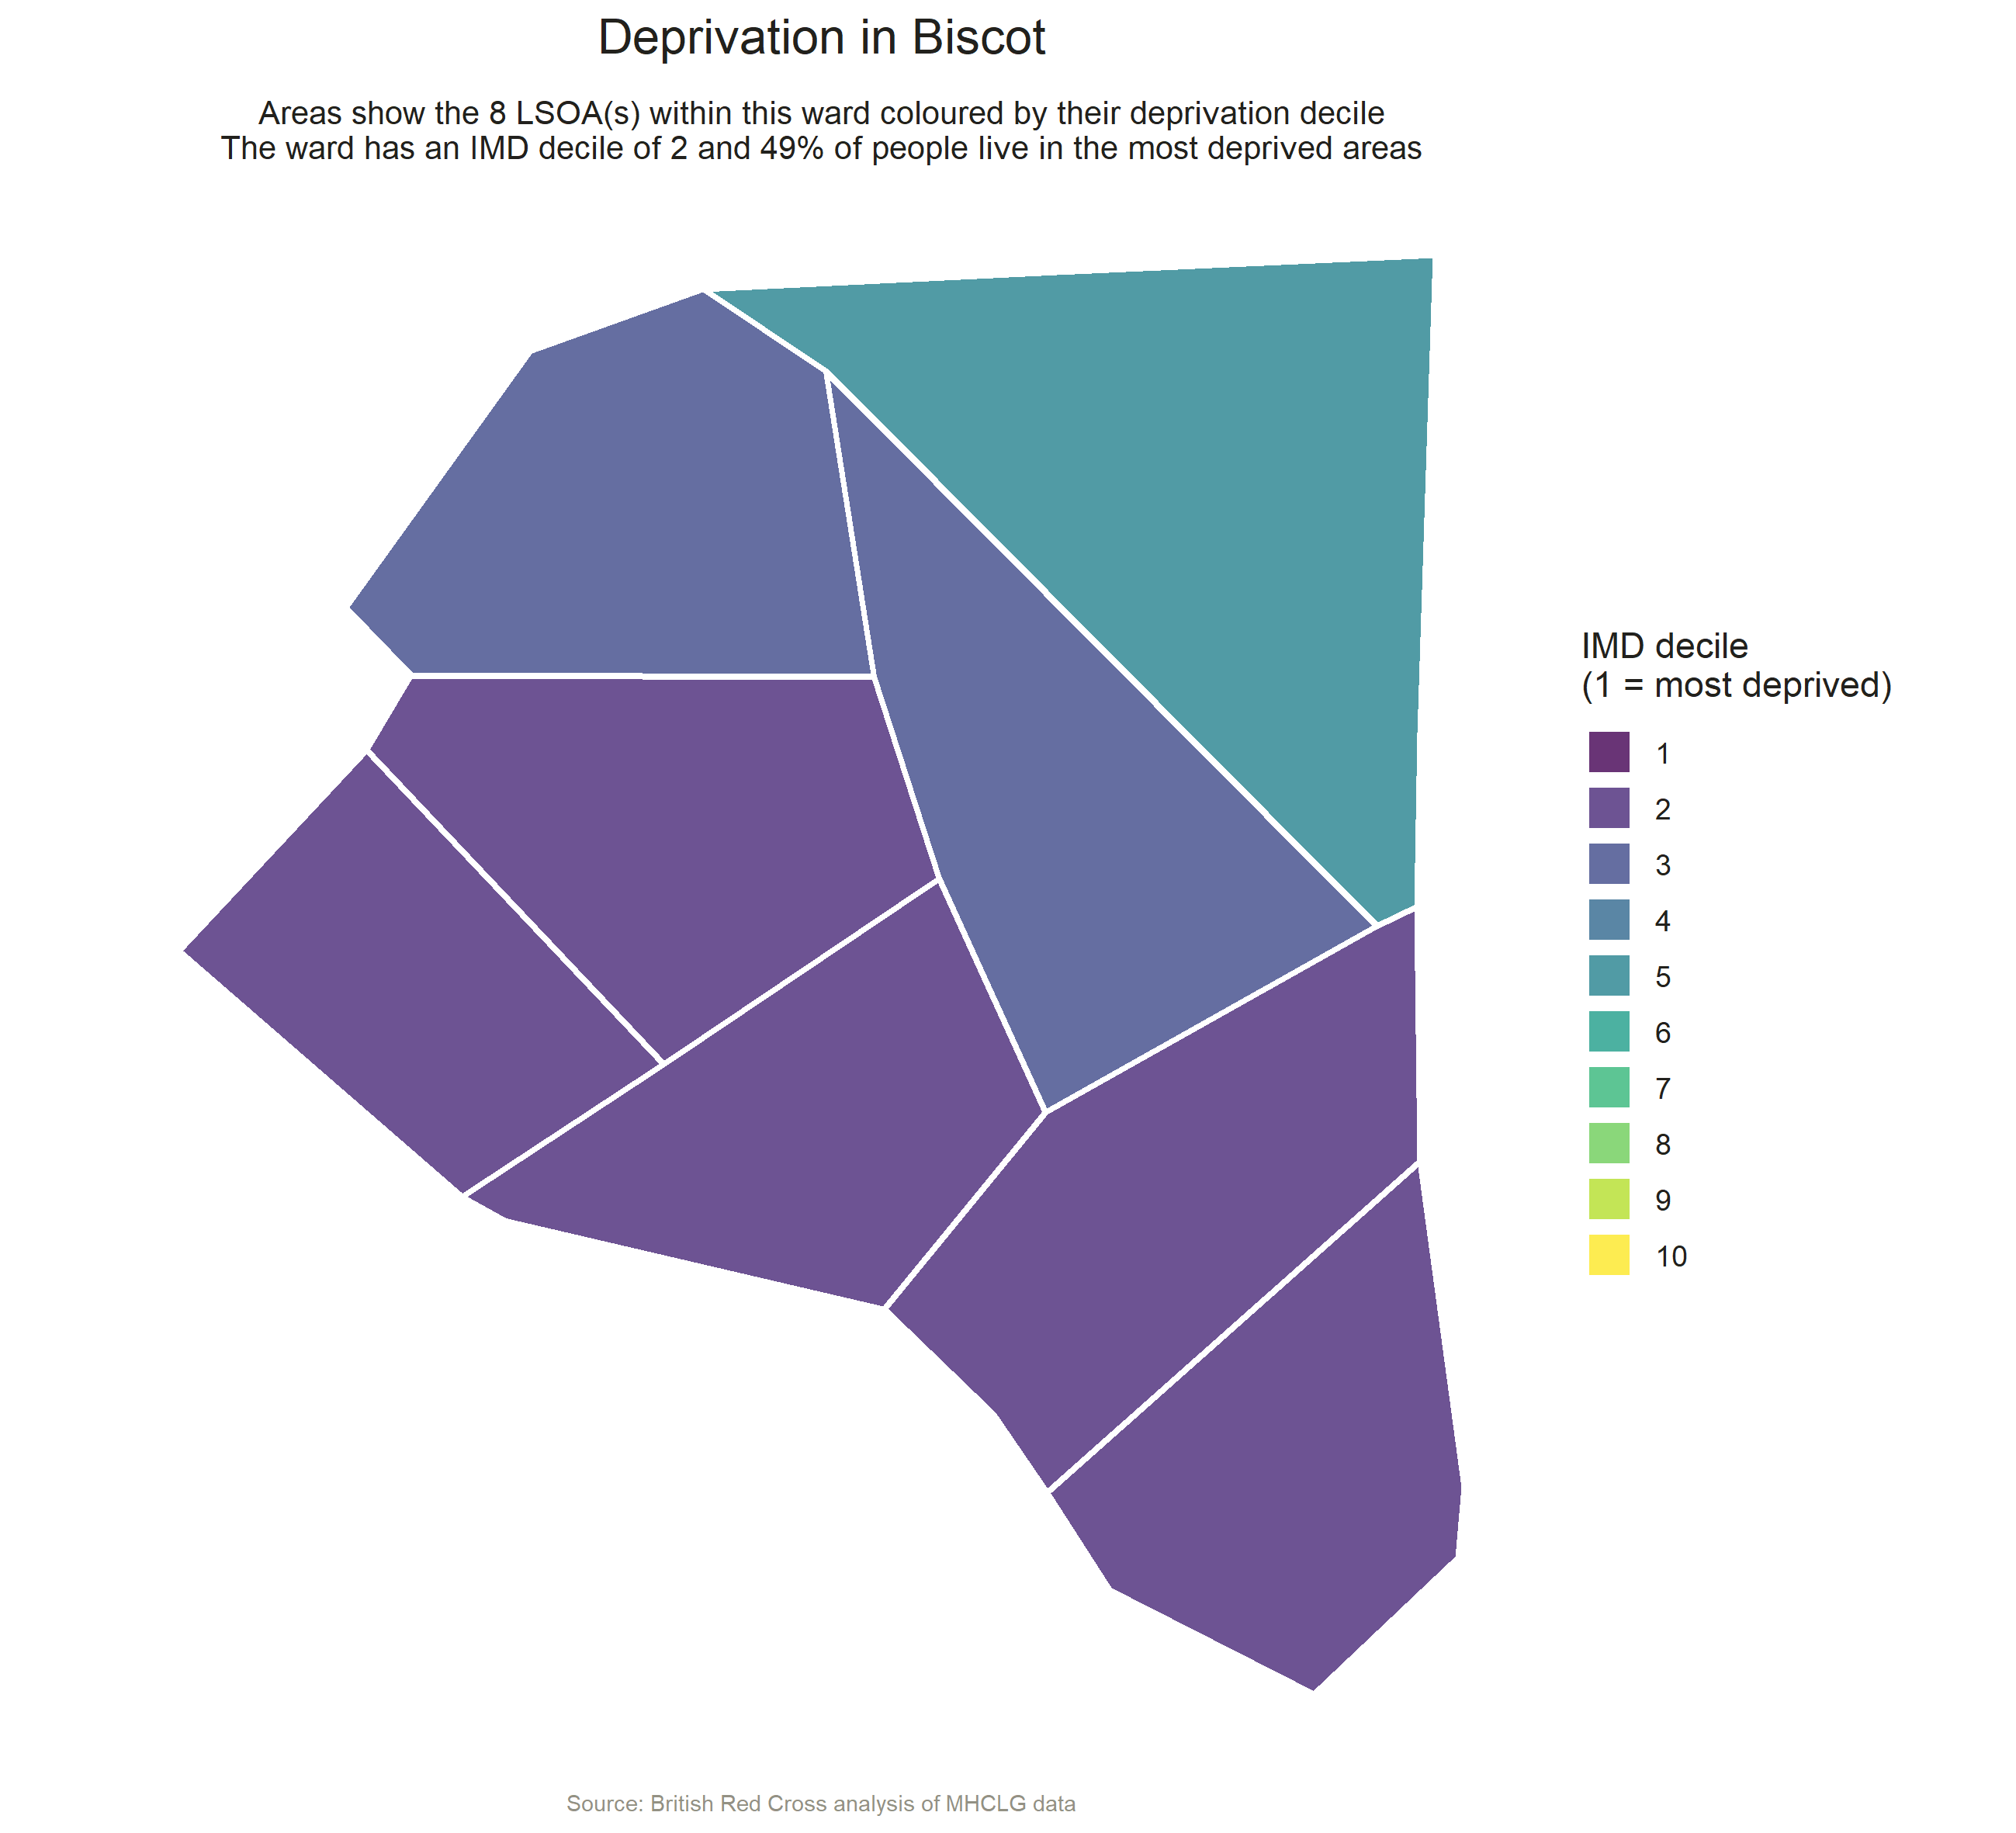 Deprivation in Biscot
Areas show the 8 LSOA(s) within this ward coloured by their deprivation decile
The ward has an IMD decile of 2 and 49% of people live in the most deprived areas
IMD decile
(1 = most deprived)
1
2
3
4
5
6
7
8
9
10
Source: British Red Cross analysis of MHCLG data